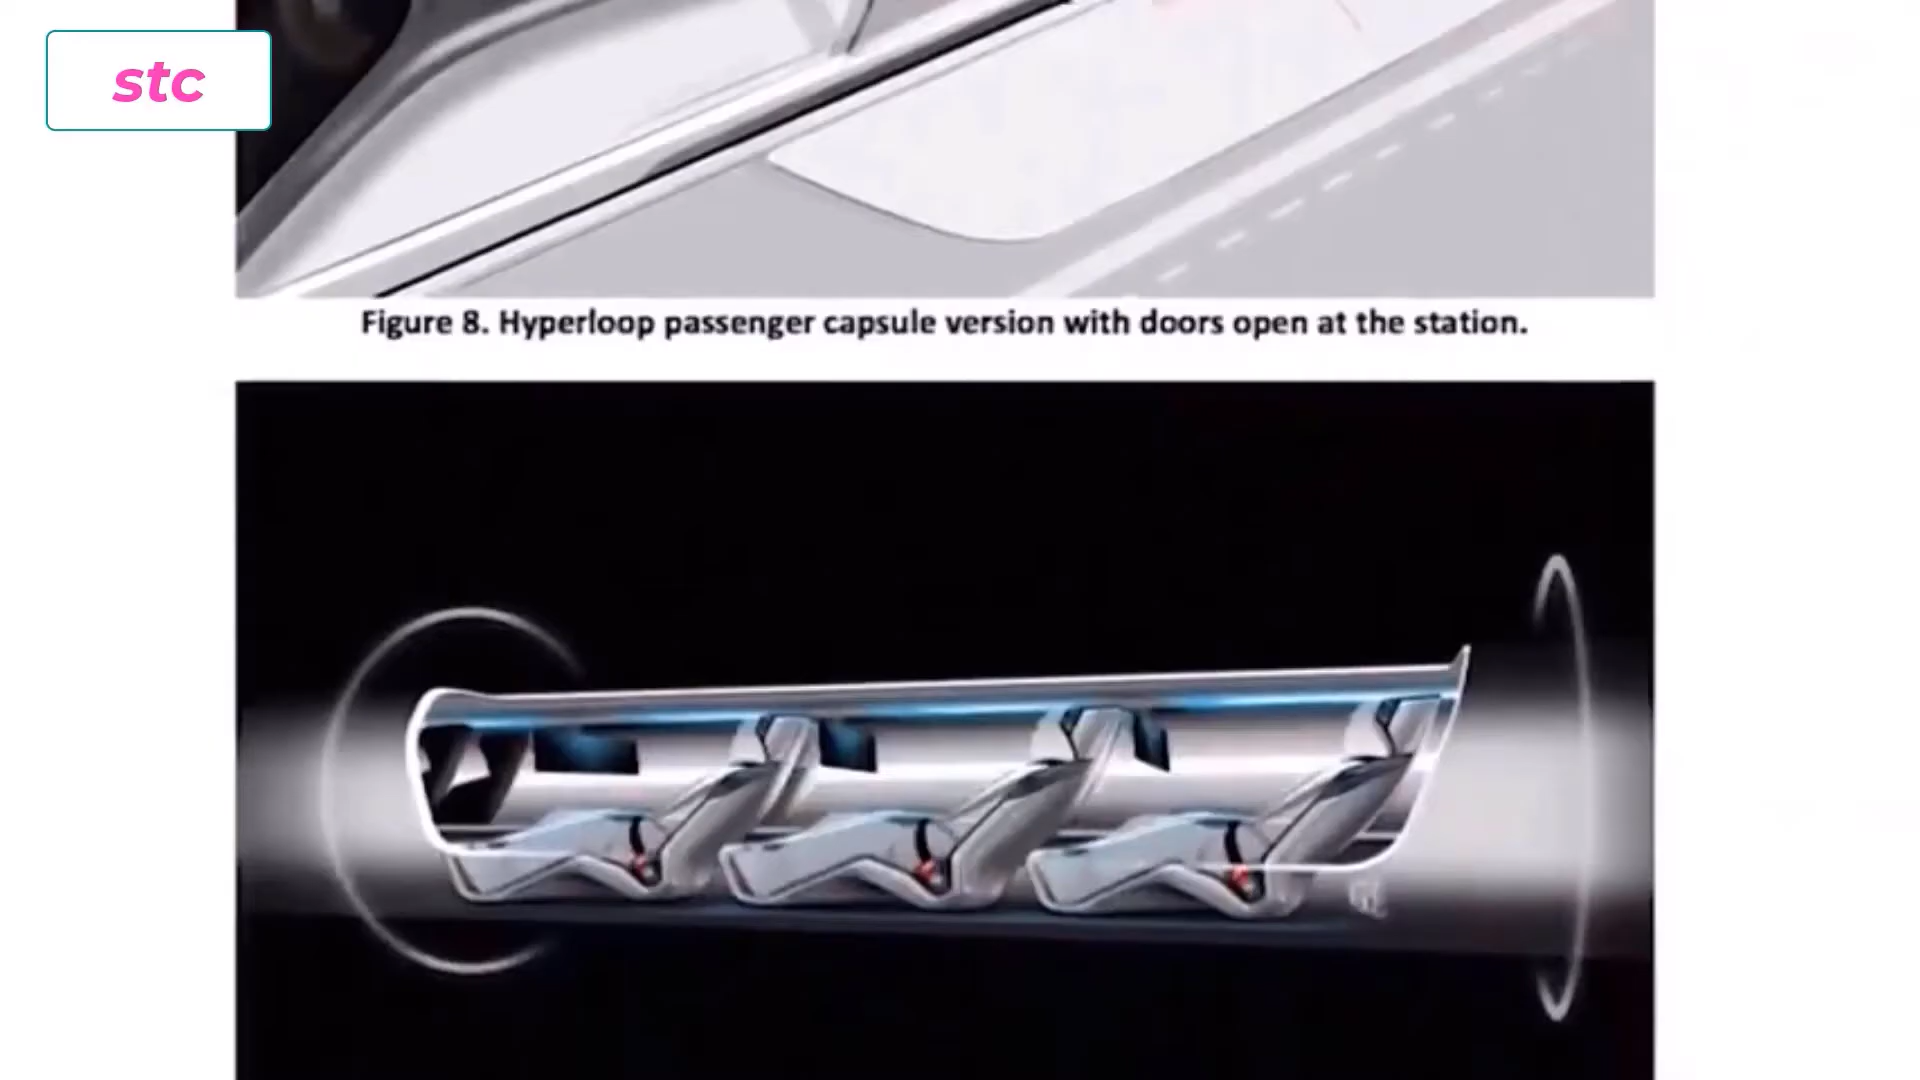 stc
Figure 8. Hyperloop passenger capsule version with doors open at the station.